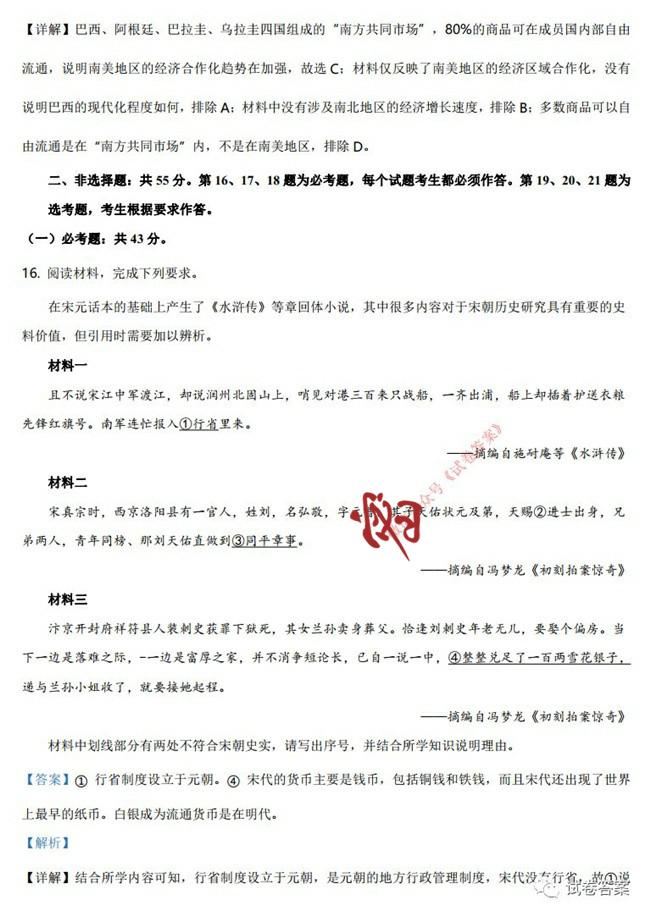 【详解】巴西、阿根廷、巴拉圭、乌拉圭四国组成的“南方共同市场”，80%的商品可在成员国内部自由
流通，说明南美地区的经济合作化趋势在加强，故选 C；材料仅反映了南美地区的经济区域合作化，没有
说明巴西的现代化程度如何，排除 A；材料中没有涉及南北地区的经济增长速度，排除 B；多数商品可以自
由流通是在“南方共同市场”内，不是在南美地区，排除 D。
二、非选择题：共 55 分。第 16、17、18 题为必考题，每个试题考生都必须作答。第 19、20、21 题为
选考题，考生根据要求作答。
（一）必考题：共 43 分。
16. 阅读材料，完成下列要求。
在宋元话本的基础上产生了《水浒传》等章回体小说，其中很多内容对于宋朝历史研究具有重要的史
料价值，但引用时需要加以辨析。
材料一
且不说宋江中军渡江，却说润州北固山上，哨见对港三百来只战船，一齐出浦，船上却插着护送衣粮
先锋红旗号。南军连忙报入①行省里来。
——摘编自施耐庵等《水浒传》
材料二
宋真宗时，西京洛阳县有一官人，姓刘，名弘敬，字元 其子天佑状元及第，天赐②进士出身，兄
弟两人，青年同榜、那刘天佑直做到③同平章事。
——摘编自冯梦龙《初刻拍案惊奇》
材料三
汴京开封府祥符县人裴刺史获罪下狱死，其女兰孙卖身葬父。恰逢刘刺史年老无儿，要娶个偏房。当
下一边是落难之际，-一边是富厚之家，并不消争短论长，已自一说一中，④整整兑足了一百两雪花银子，
递与兰孙小姐收了，就要接她起程。
——摘编自冯梦龙《初刻拍案惊奇》
材料中划线部分有两处不符合宋朝史实，请写出序号，并结合所学知识说明理由。
【答案】① 行省制度设立于元朝。④ 宋代的货币主要是钱币，包括铜钱和铁钱，而且宋代还出现了世界
上最早的纸币。白银成为流通货币是在明代。
【解析】
【详解】结合所学内容可知，行省制度设立于元朝，是元朝的地方行政管理制度，宋代没有行省，故①说
众号《试卷答案》
试卷答案